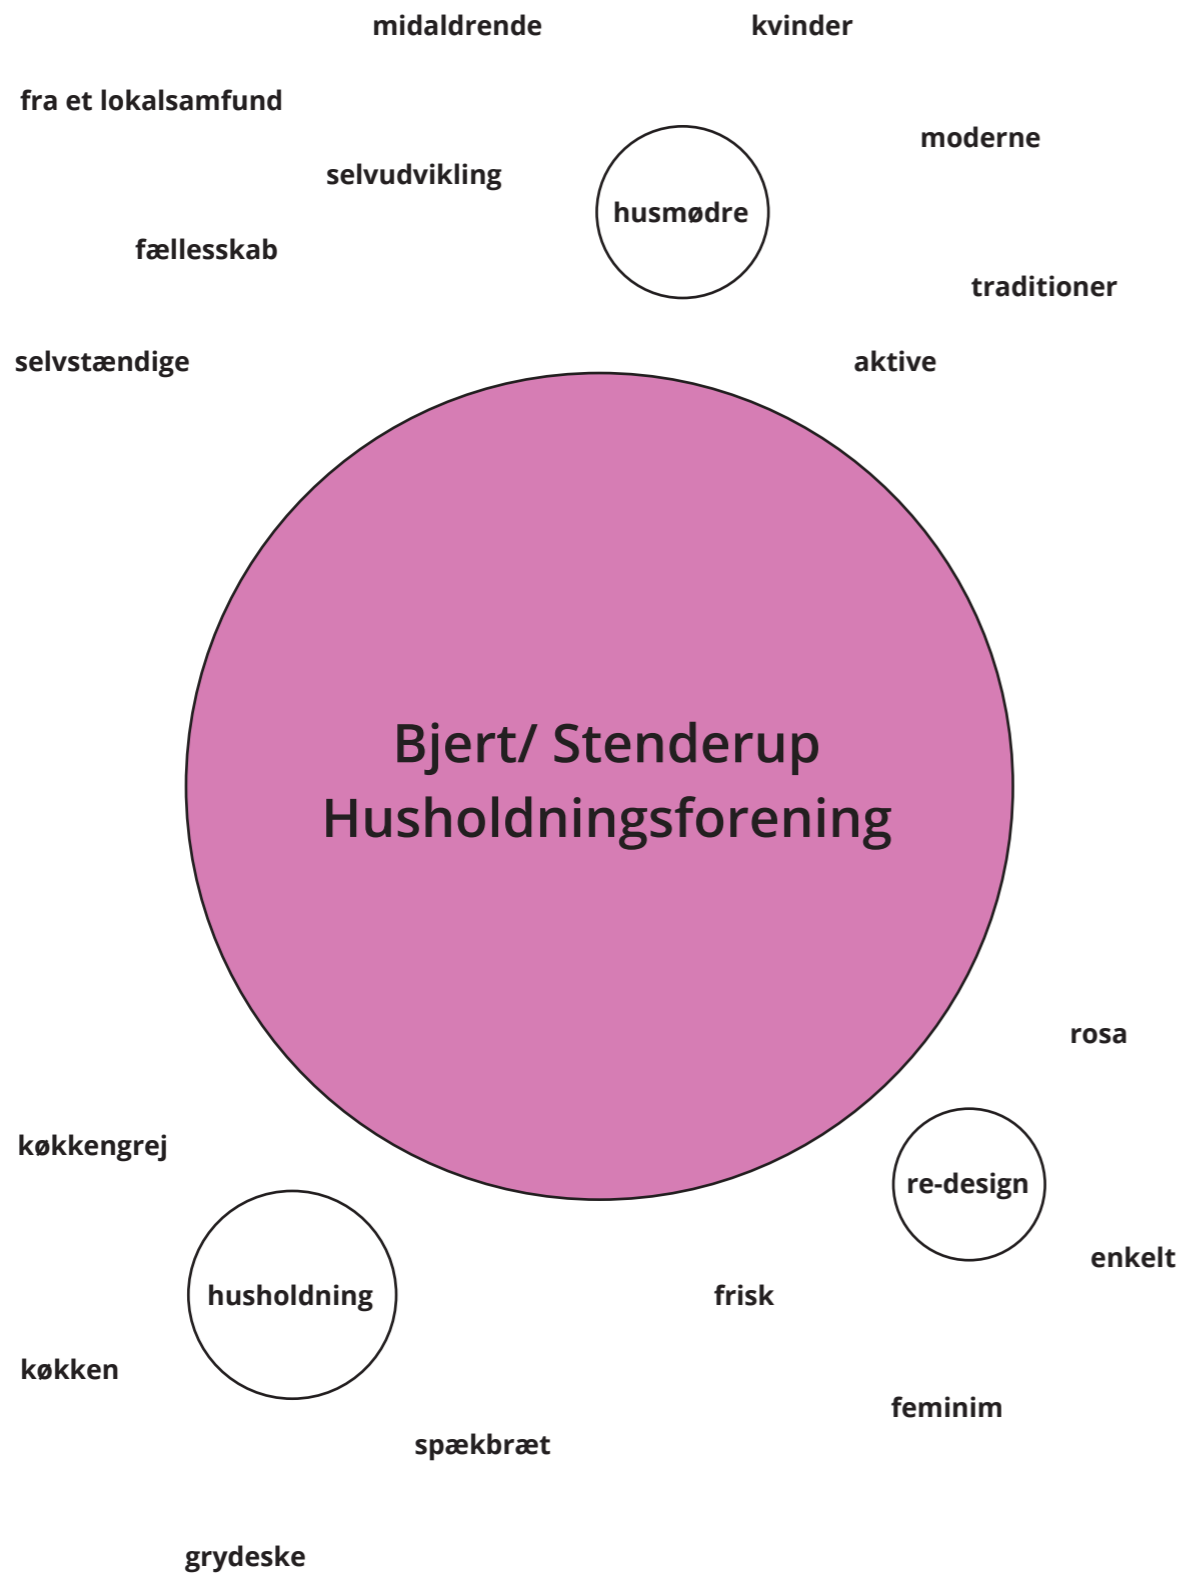 midaldrende
kvinder
fra et lokalsamfund
moderne
selvudvikling
husmødre
fællesskab
traditioner
selvstændige
aktive
Bjert/ Stenderup
Husholdningsforening
rosa
køkkengrej
re-design
enkelt
husholdning
frisk
køkken
feminim
spækbræt
grydeske